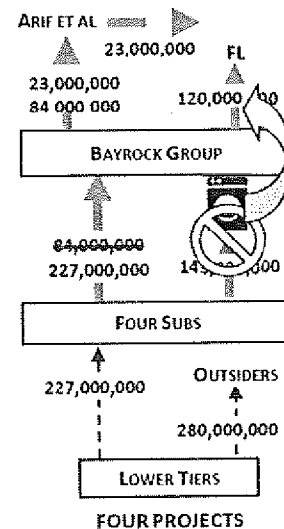 ARIF ET AL
23,000,000
FL
23,000,000
84 000 000
120,000
BAYROCK GROUP
84,000,000
227,000,000
FOUR SUBS
227,000,000
OUTSIDERS
280,000,000
LOWER TIERS
FOUR PROJECTS